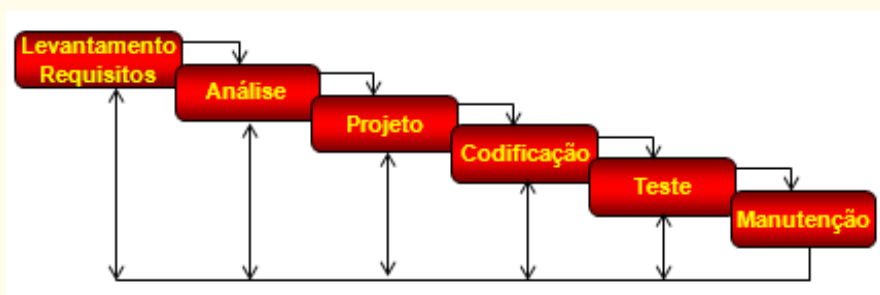 Levantamento
Requisitos
Análise
Projeto
Codificação
Teste
Manutenção